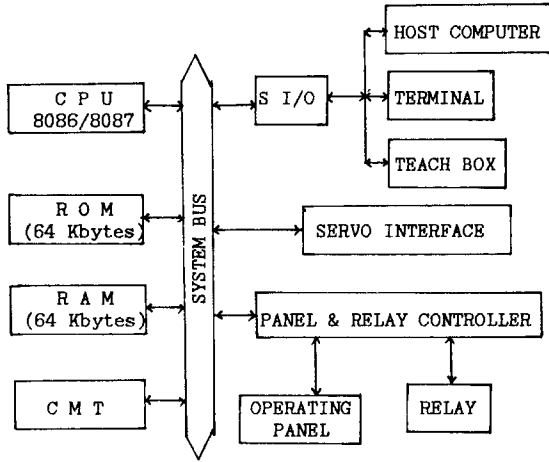 C P U
8086/8087
R O M
(64 Kbytes)
R A M
(64 Kbytes)
C M T
SYSTEM BUS
S I/O
HOST COMPUTER
TERMINAL
TEACH BOX
SERVO INTERFACE
PANEL & RELAY CONTROLLER
OPERATING
PANEL
RELAY